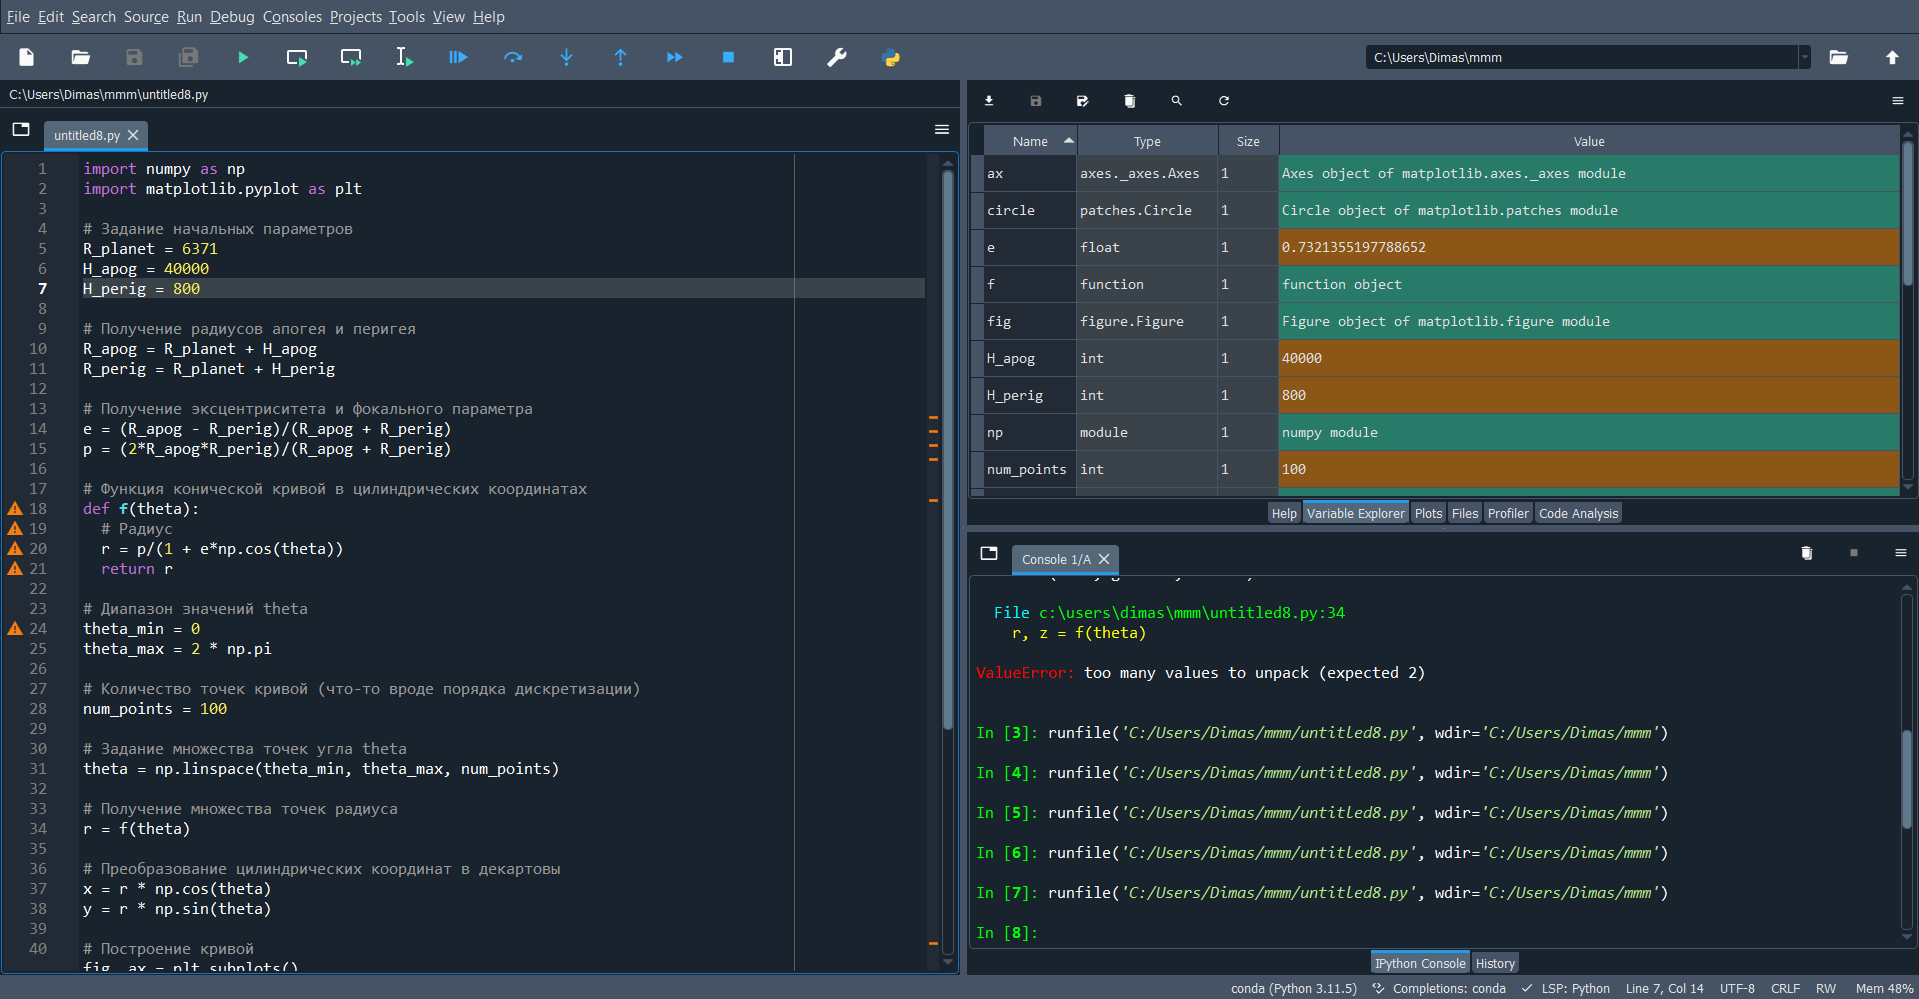 File Edit Search Source Run Debug Consoles Projects Tools View Help
C:\Users\Dimas\mmm
C:\Users\Dimas\mmm\untitled8.py
untitled8.py
1 import numpy as np
2 import matplotlib.pyplot as plt
3
4 # Задание начальных параметров
5 R_planet = 6371
6 H_apog = 40000
7 H_perig = 800
8
9 # Получение радиусов апогея и перигея
10 R_apog = R_planet + H_apog
11 R_perig = R_planet + H_perig
12
13 # Получение эксцентриситета и фокального параметра
14 e = (R_apog - R_perig)/(R_apog + R_perig)
15 p = (2*R_apog*R_perig)/(R_apog + R_perig)
16
17 # Функция конической кривой в цилиндрических координатах
18 def f(theta):
19 # Радиус
20 r = p/(1 + e*np.cos(theta))
21 return r
22
23 # Диапазон значений theta
24 theta_min = 0
25 theta_max = 2 * np.pi
26
27 # Количество точек кривой (что-то вроде порядка дискретизации)
28 num_points = 100
29
30 # Задание множества точек угла theta
31 theta = np.linspace(theta_min, theta_max, num_points)
32
33 # Получение множества точек радиуса
34 r = f(theta)
35
36 # Преобразование цилиндрических координат в декартовы
37 x = r * np.cos(theta)
38 y = r * np.sin(theta)
39
40 # Построение кривой
fig, ax = plt.subplots()
Name Type Size Value
ax axes._axes.Axes 1 Axes object of matplotlib.axes._axes module
circle patches.Circle 1 Circle object of matplotlib.patches module
e float 1 0.7321355197788652
f function 1 function object
fig figure.Figure 1 Figure object of matplotlib.figure module
H_apog int 1 40000
H_perig int 1 800
np module 1 numpy module
num_points int 1 100
Help Variable Explorer Plots Files Profiler Code Analysis
Console 1/A
File c:\users\dimas\mmm\untitled8.py:34
r, z = f(theta)
ValueError: too many values to unpack (expected 2)
In [3]: runfile('C:/Users/Dimas/mmm/untitled8.py', wdir='C:/Users/Dimas/mmm')
In [4]: runfile('C:/Users/Dimas/mmm/untitled8.py', wdir='C:/Users/Dimas/mmm')
In [5]: runfile('C:/Users/Dimas/mmm/untitled8.py', wdir='C:/Users/Dimas/mmm')
In [6]: runfile('C:/Users/Dimas/mmm/untitled8.py', wdir='C:/Users/Dimas/mmm')
In [7]: runfile('C:/Users/Dimas/mmm/untitled8.py', wdir='C:/Users/Dimas/mmm')
In [8]:
IPython Console History
conda (Python 3.11.5) Completions: conda LSP: Python Line 7, Col 14 UTF-8 CRLF RW Mem 48%